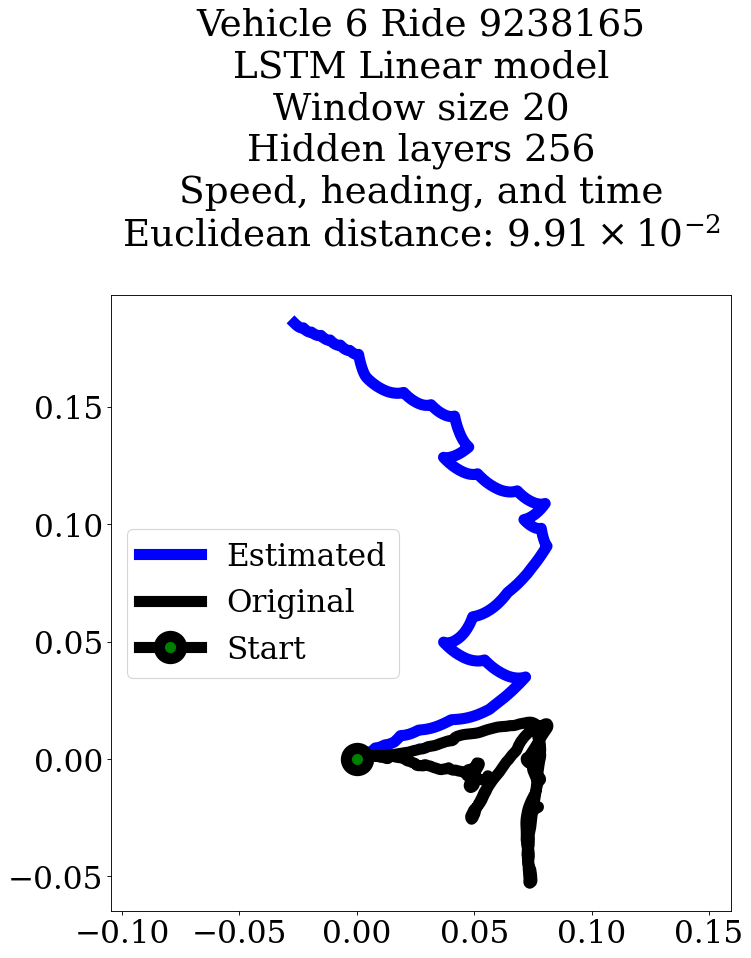 Vehicle 6 Ride 9238165
LSTM Linear model
Window size 20
Hidden layers 256
Speed, heading, and time
Euclidean distance: 9.91 × 10⁻²
0.15
0.10
Estimated
Original
0.05
Start
0.00
−0.05
−0.10 −0.05 0.00 0.05 0.10 0.15